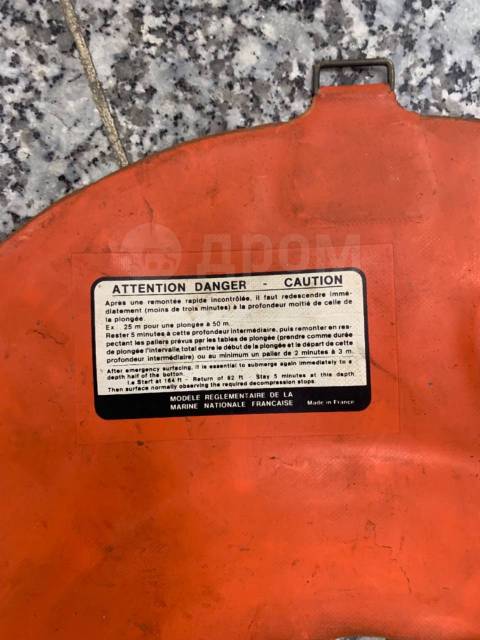 ДРОМ
ATTENTION DANGER - CAUTION
Après une remontée rapide incontrôlée, il faut redescendre immé-
diatement (moins de trois minutes) à la profondeur moitié de celle de
la plongée.
Ex : 25 m pour une plongée à 50 m.
Rester 5 minutes à cette profondeur intermédiaire, puis remonter en res-
pectant les paliers prévus par les tables de plongée (prendre comme durée
de plongée l'intervalle total entre le début de la plongée et le départ de cette
profondeur intermédiaire) ou au minimum un palier de 2 minutes à 3 m.
After emergency surfacing, it is essential to submerge again immediately to a
depth half of the button.
i.e Start at 164 ft - Return of 82 ft - Stay 5 minutes at this depth
Then surface normally observing the required decompression stops.
MODÈLE RÉGLEMENTAIRE DE LA
MARINE NATIONALE FRANÇAISE Made in France